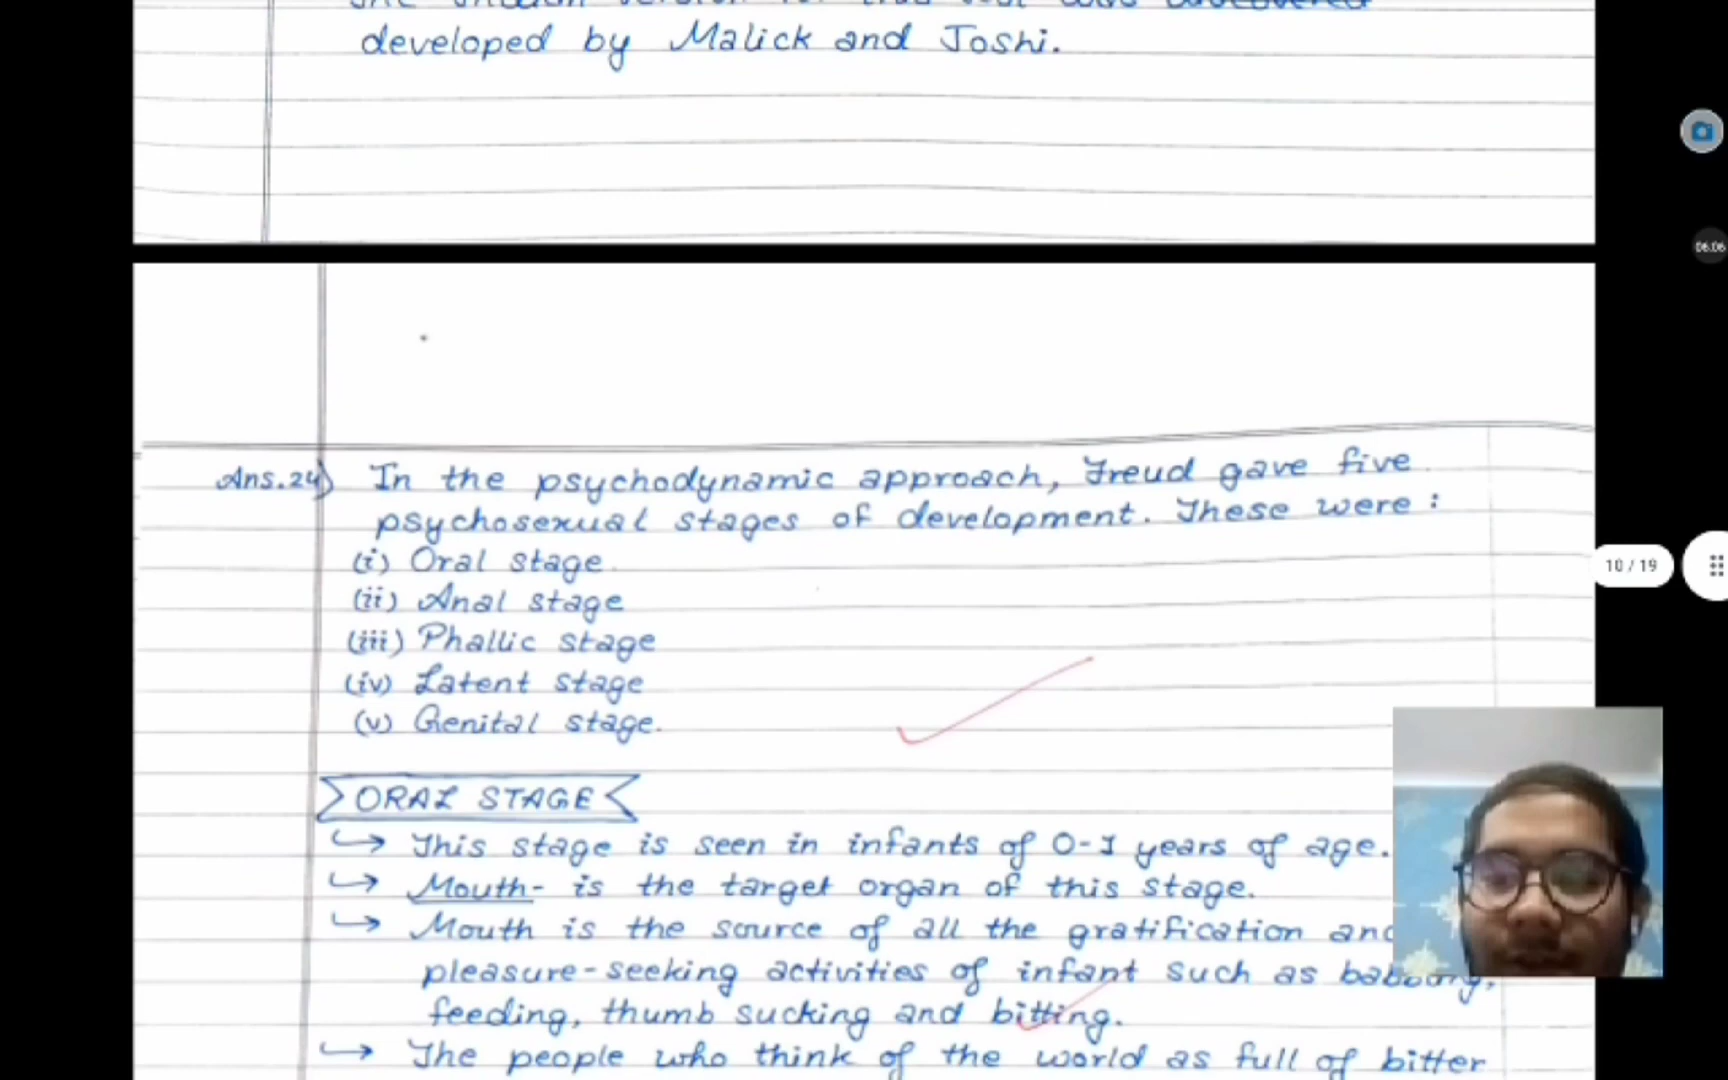 developed by Malick and Joshi.
06:06
Ans.24) In the psychodynamic approach, Freud gave five
psychosexual stages of development. These were :
10 / 19
(i) Oral stage.
(ii) Anal stage
(iii) Phallic stage
(iv) Latent stage
(v) Genital stage.
ORAL STAGE
↪ This stage is seen in infants of 0-1 years of age.
↪ Mouth- is the target organ of this stage.
↪ Mouth is the source of all the gratification and
pleasure-seeking activities of infant such as
feeding, thumb sucking and bitting.
↪ The people who think of the world as full of bitter